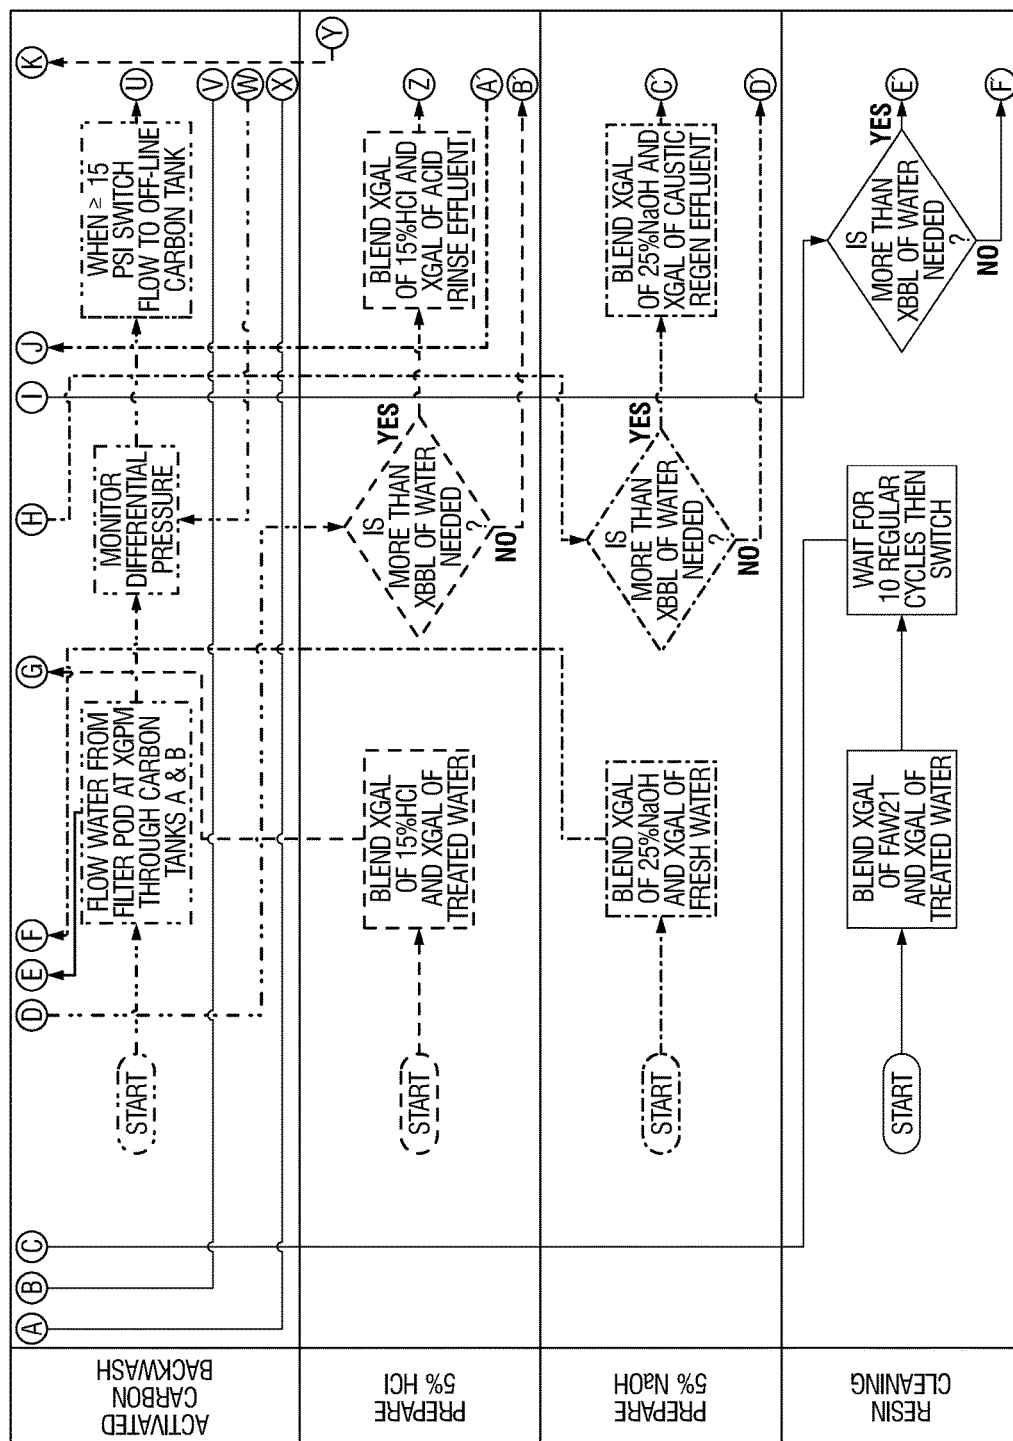 ACTIVATED
CARBON
BACKWASH
A
B
C
D
E
F
G
H
I
J
K
START
FLOW WATER FROM
FILTER POD AT XGPM
THROUGH CARBON
TANKS A & B
MONITOR
DIFFERENTIAL
PRESSURE
WHEN ≥ 15
PSI SWITCH
FLOW TO OFF-LINE
CARBON TANK
U
V
W
X
Y
PREPARE
5% HCl
START
BLEND XGAL
OF 15%HCl
AND XGAL OF
TREATED WATER
IS
MORE THAN
XBBL OF WATER
NEEDED
?
YES
NO
BLEND XGAL
OF 15%HCl AND
XGAL OF ACID
RINSE EFFLUENT
Z
A'
B'
PREPARE
5% NaOH
START
BLEND XGAL
OF 25%NaOH
AND XGAL OF
FRESH WATER
IS
MORE THAN
XBBL OF WATER
NEEDED
?
YES
NO
BLEND XGAL
OF 25%NaOH AND
XGAL OF CAUSTIC
REGEN EFFLUENT
C'
D'
RESIN
CLEANING
START
BLEND XGAL
OF FAW21
AND XGAL OF
TREATED WATER
WAIT FOR
10 REGULAR
CYCLES THEN
SWITCH
IS
MORE THAN
XBBL OF WATER
NEEDED
?
YES
NO
E'
F'